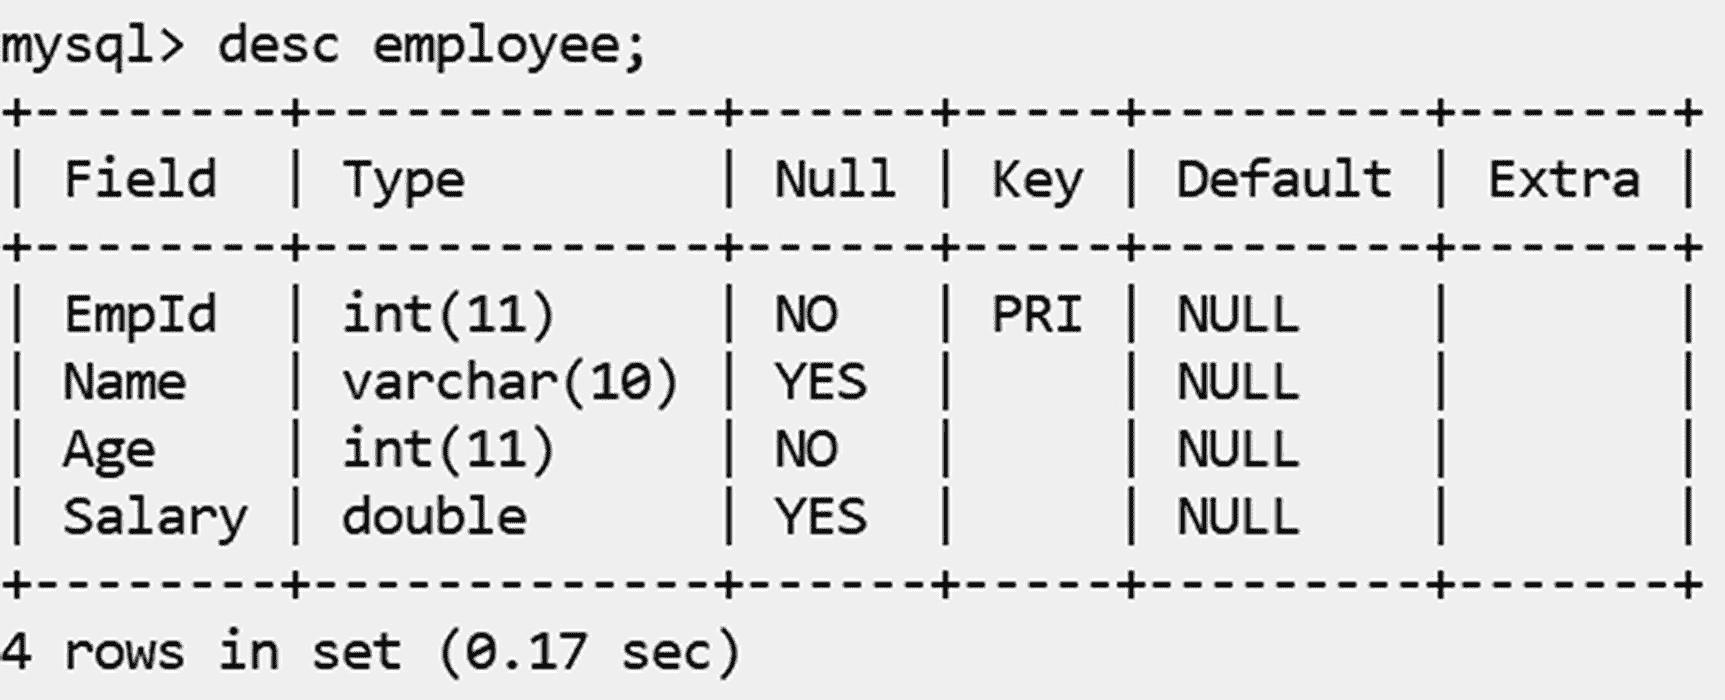 mysql> desc employee;
+--------+-------------+------+-----+---------+-------+
| Field  | Type        | Null | Key | Default | Extra |
+--------+-------------+------+-----+---------+-------+
| EmpId  | int(11)     | NO   | PRI | NULL    |       |
| Name   | varchar(10) | YES  |     | NULL    |       |
| Age    | int(11)     | NO   |     | NULL    |       |
| Salary | double      | YES  |     | NULL    |       |
+--------+-------------+------+-----+---------+-------+
4 rows in set (0.17 sec)